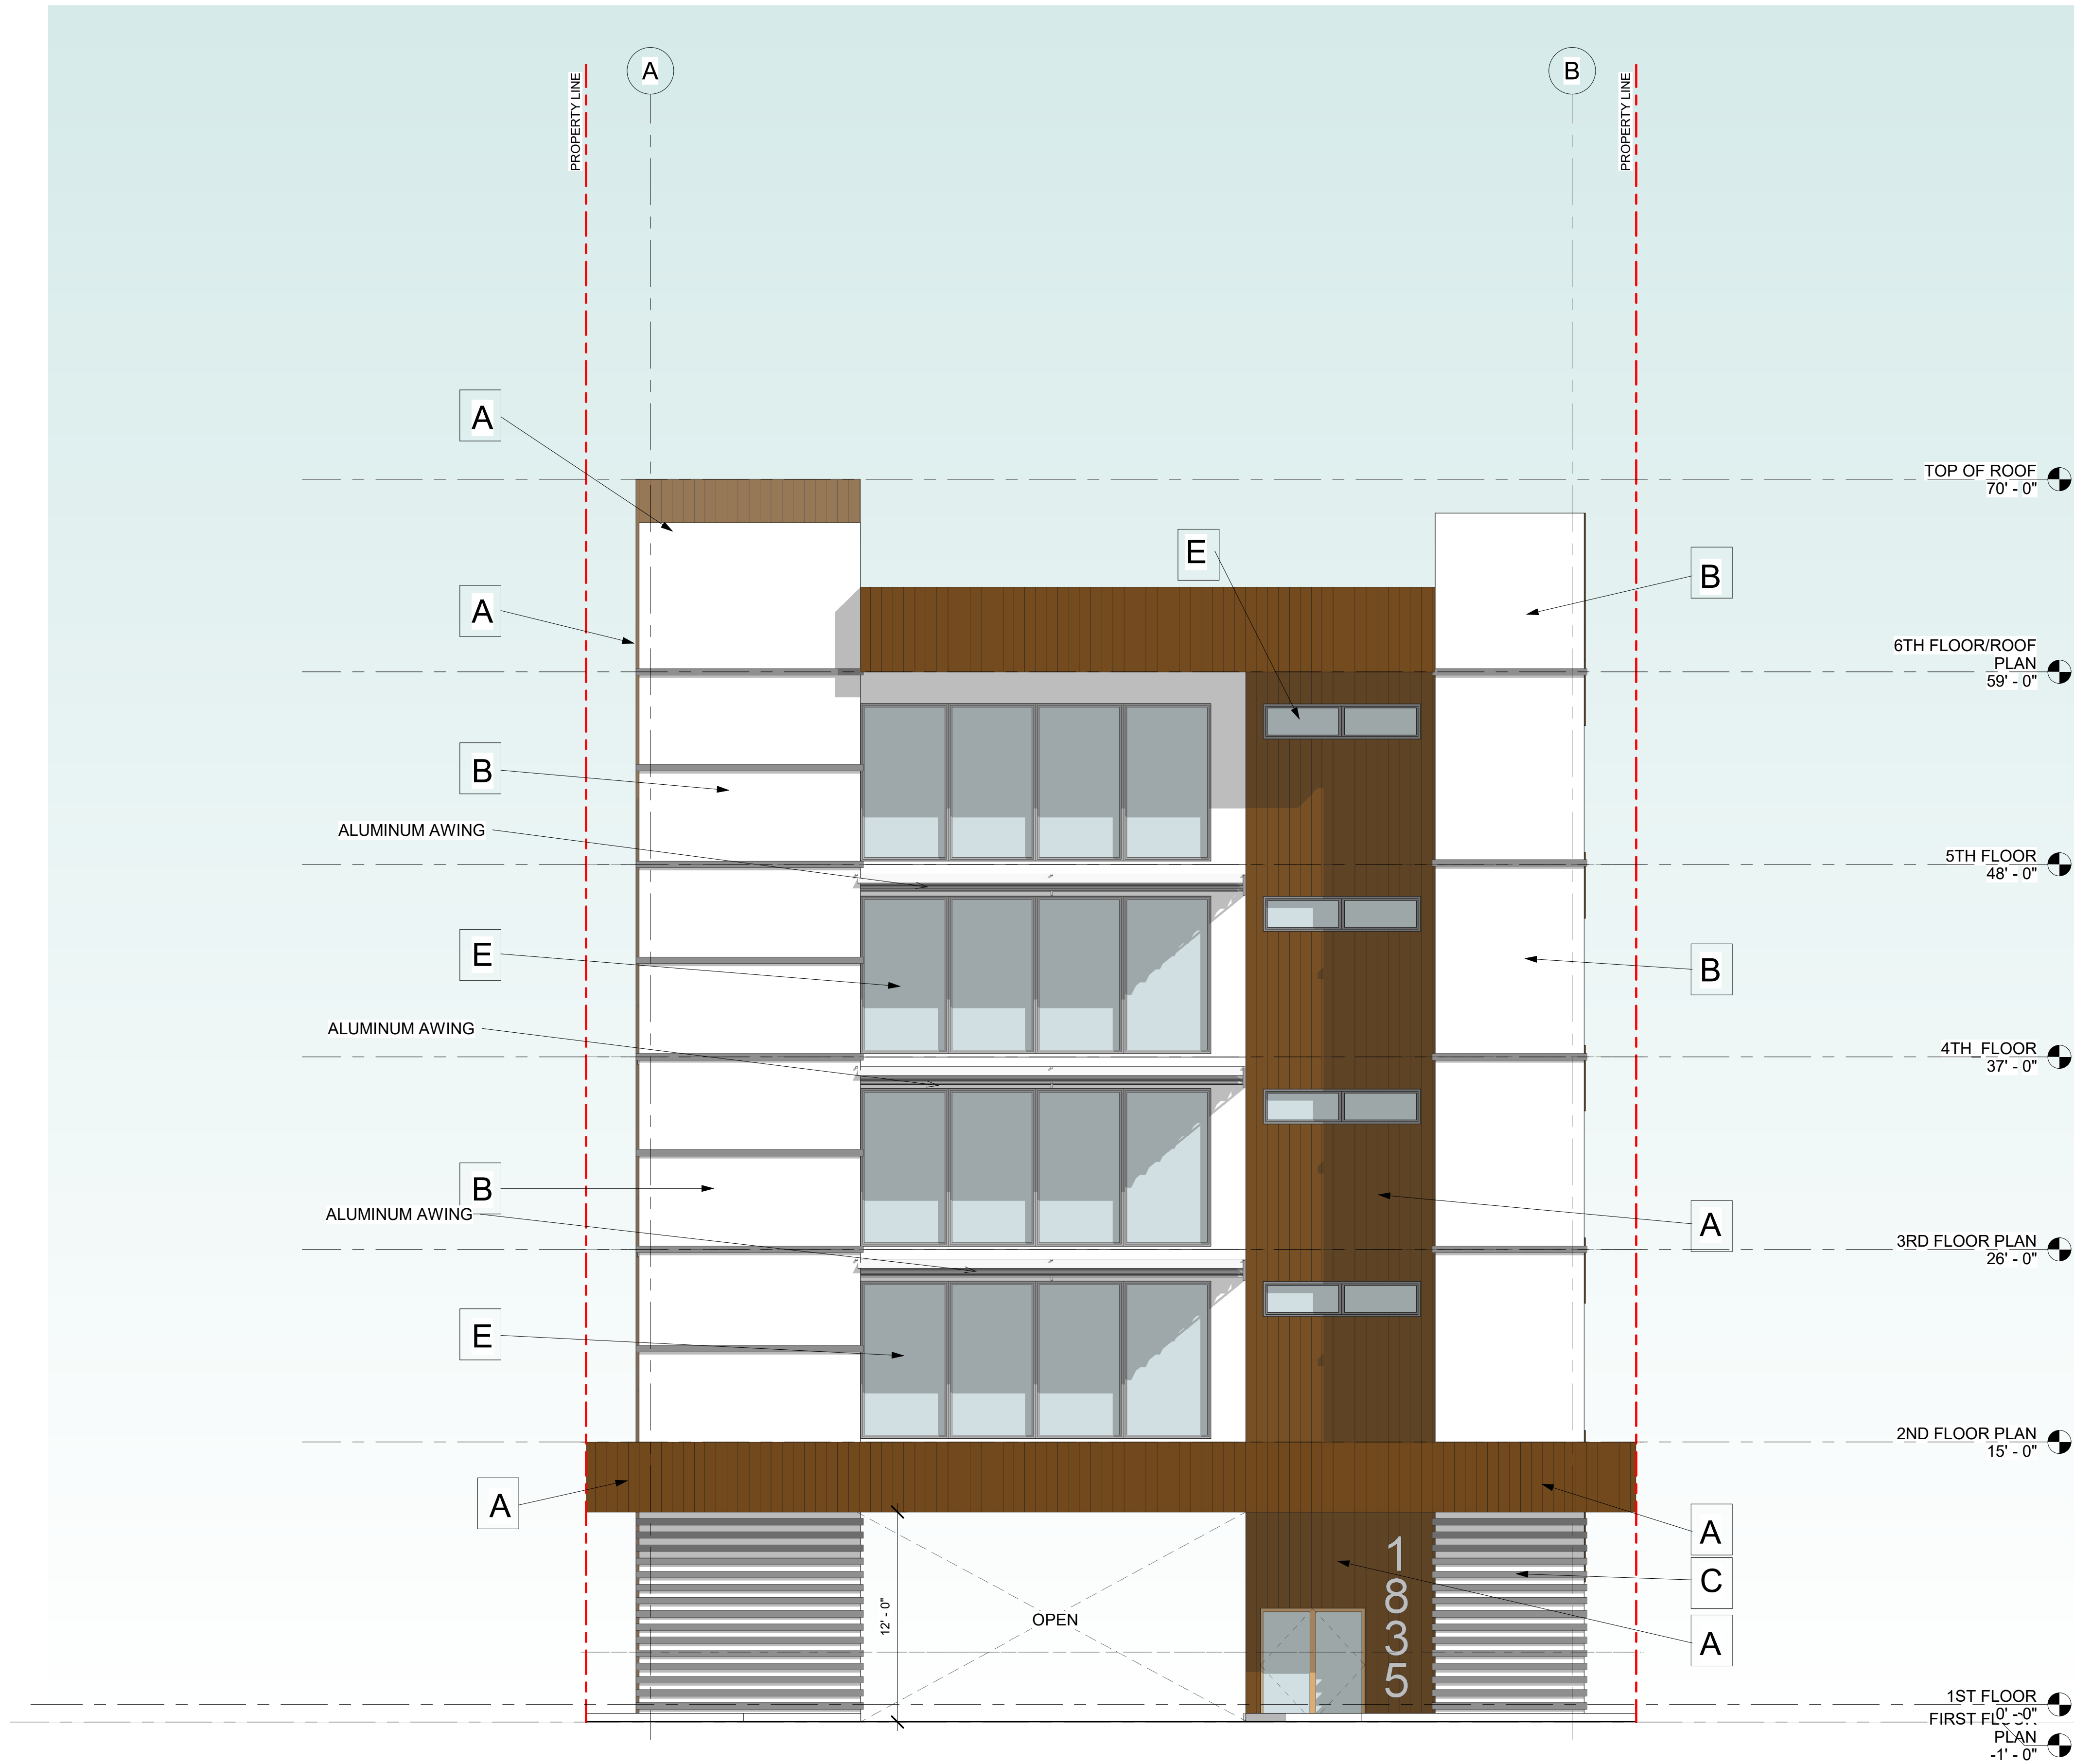 A
B
PROPERTY LINE
PROPERTY LINE
A
TOP OF ROOF
70' - 0"
E
B
A
6TH FLOOR/ROOF
PLAN
59' - 0"
B
ALUMINUM AWING
5TH FLOOR
48' - 0"
E
B
ALUMINUM AWING
4TH FLOOR
37' - 0"
B
ALUMINUM AWING
A
3RD FLOOR PLAN
26' - 0"
E
2ND FLOOR PLAN
15' - 0"
A
A
C
A
1
8
3
5
12' - 0"
OPEN
1ST FLOOR
0' - 0"
FIRST FLOOR
PLAN
-1' - 0"